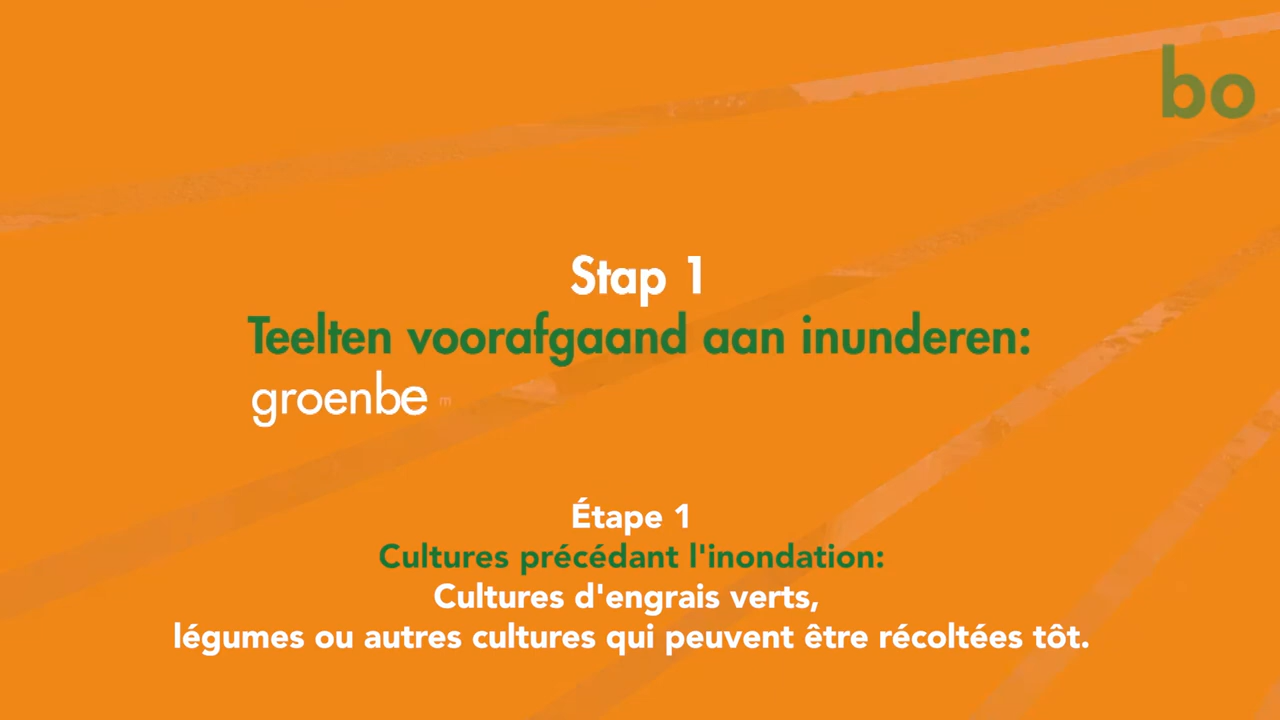 bo
Stap 1
Teelten voorafgaand aan inunderen:
groenbem
Étape 1
Cultures précédant l'inondation:
Cultures d'engrais verts,
légumes ou autres cultures qui peuvent être récoltées tôt.